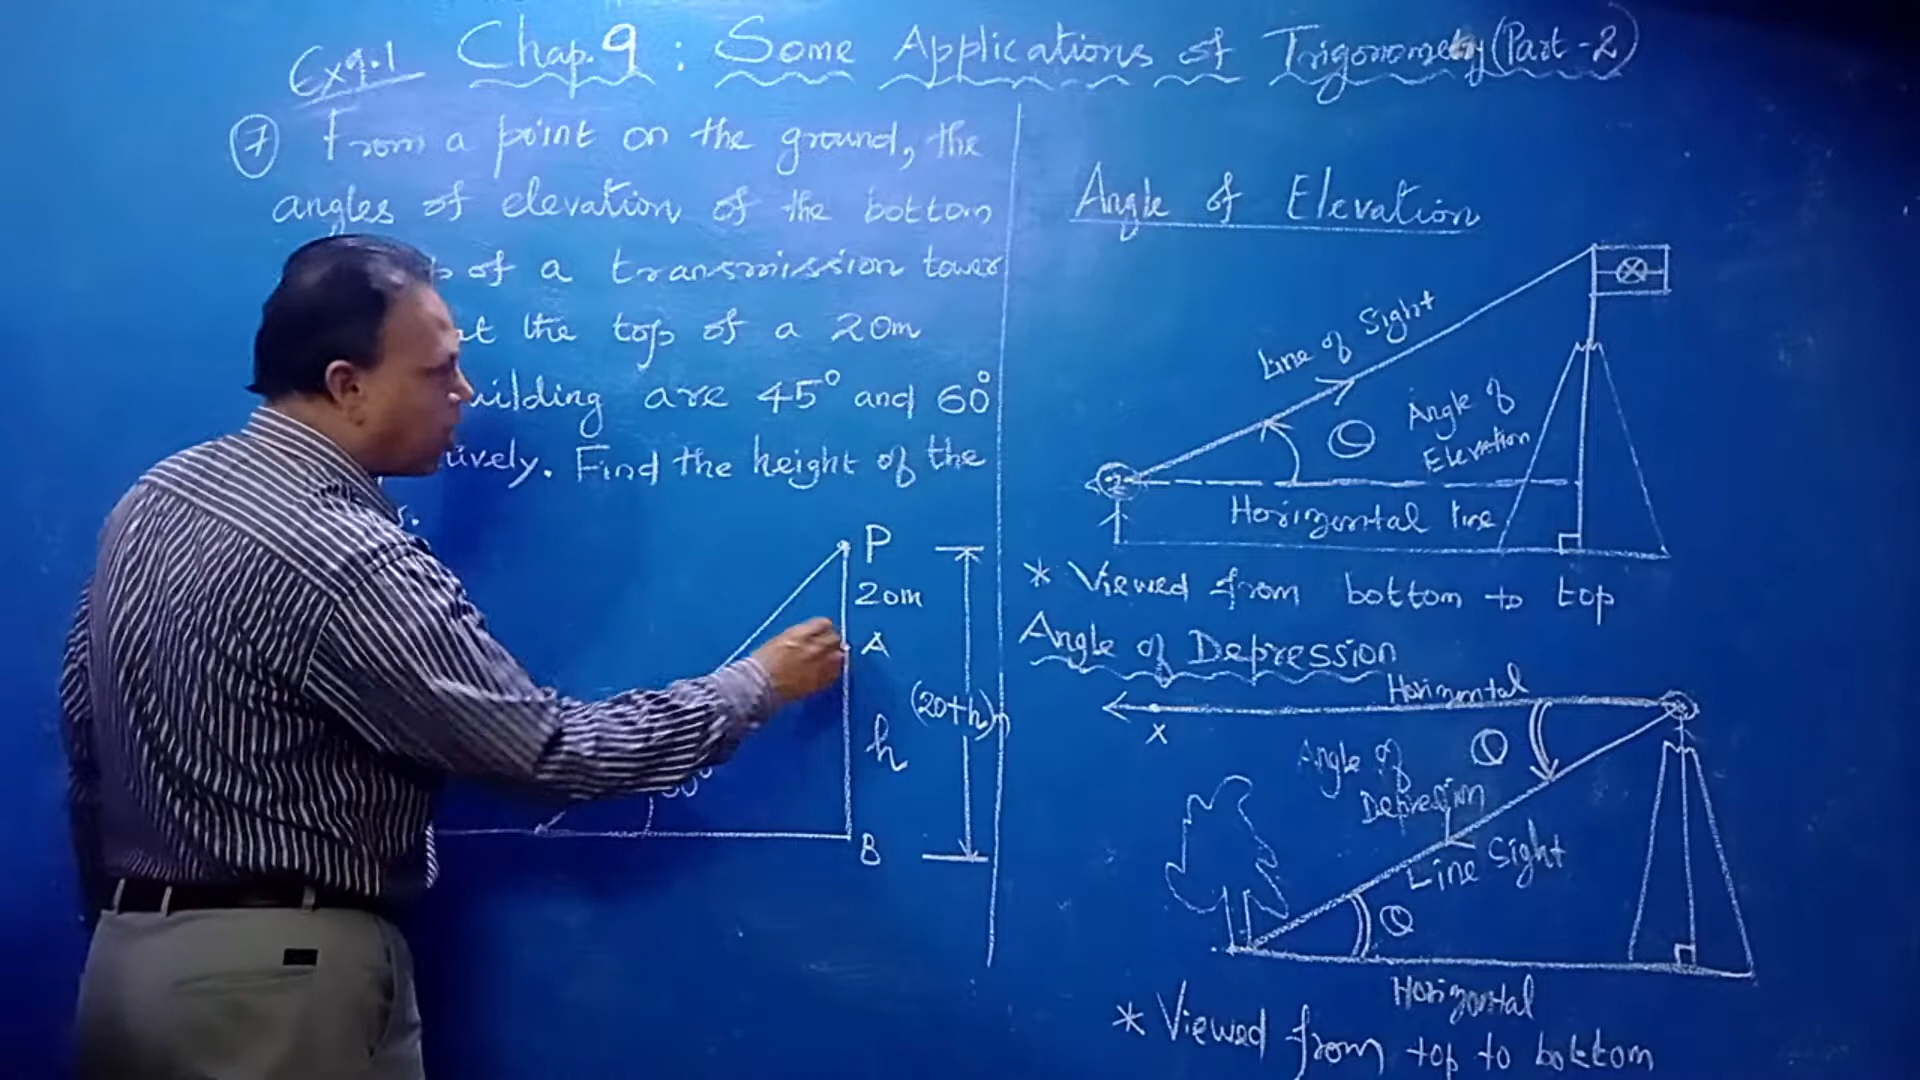 Ex9.1 Chap.9 : Some Applications of Trigonometry (Part-2)
7 From a point on the ground, the
angles of elevation of the bottom
of a transmission tower
at the top of a 20m
building are 45° and 60°
Find the height of the
P
20m
A
(20+h)
h
B
Angle of Elevation
Line of Sight
θ
Angle of
Elevation
Horizontal line
* Viewed from bottom to top
Angle of Depression
Horizontal
x
θ
Angle of
Depression
Line Sight
θ
Horizontal
* Viewed from top to bottom